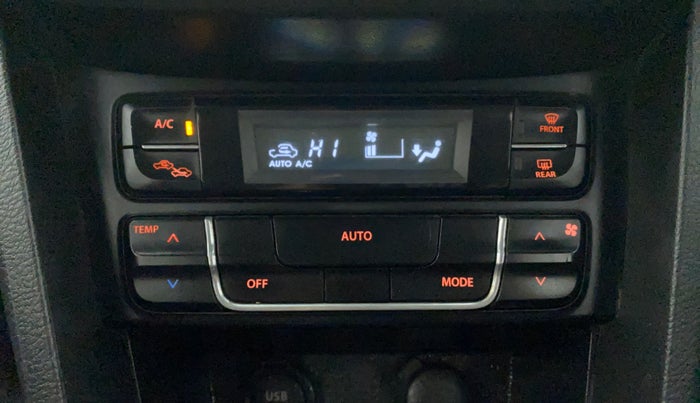 A/C
HI
AUTO A/C
FRONT
REAR
TEMP
AUTO
OFF
MODE
USB